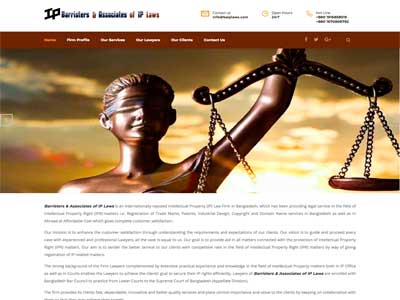 IP Barristers & Associates of IP Laws
Contact us
info@baiplaws.com
Open Hours
24/7
Hot Line
Home
Firm Profile
Our Services
Our Lawyers
Our Clients
Contact Us
Barristers & Associates of IP Laws is an internationally reputed Intellectual Property (IP) Law Firm in Bangladesh, which has been providing legal service in the field of
Intellectual Property Right (IPR) matters i.e. Registration of Trade Name, Patents, Industrial Design, Copyright and Domain Name services in Bangladesh as well as in
Abroad at Affordable Cost which gives complete customer satisfaction.
Our mission is to enhance the customer satisfaction through understanding the requirements and expectations of our clients. Our vision is to guide and proceed every
case with experienced and professional Lawyers, all the year is equal to us. Our goal is to provide aid in all matters connected with the protection of Intellectual Property
Right (IPR) matters. Our aim is to render the better service to our clients with competitive rate in the field of Intellectual Property Right (IPR) matters by way of giving
registration of IP related matters.
The strong background of the Firm Lawyers complemented by extensive practical experience and knowledge in the field of Intellectual Property matters both in IP Office
as well as in Courts enables the Lawyers to achieve the clients goal to secure their IP rights efficiently. Lawyers of Barristers & Associates of IP Laws are enrolled with
Bangladesh Bar Council to practice from Lower Courts to the Supreme Court of Bangladesh (Appellate Division).
The firm provides its clients fast, dependable, innovative and better quality services and place utmost importance and value to the clients by keeping on collaboration with